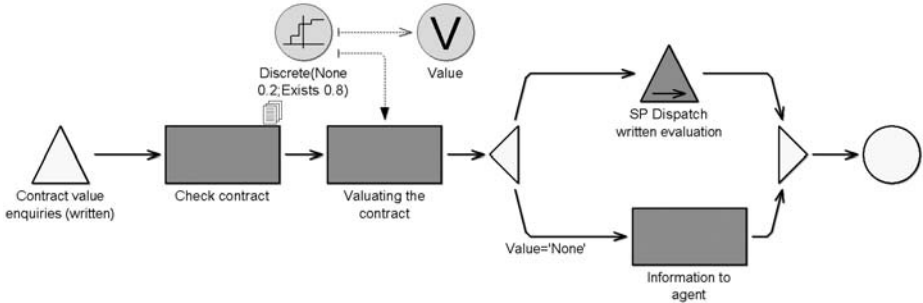 V
Discrete(None
0.2;Exists 0.8)
Value
SP Dispatch
written evaluation
Contract value
enquiries (written)
Check contract
Valuating the
contract
Value='None'
Information to
agent